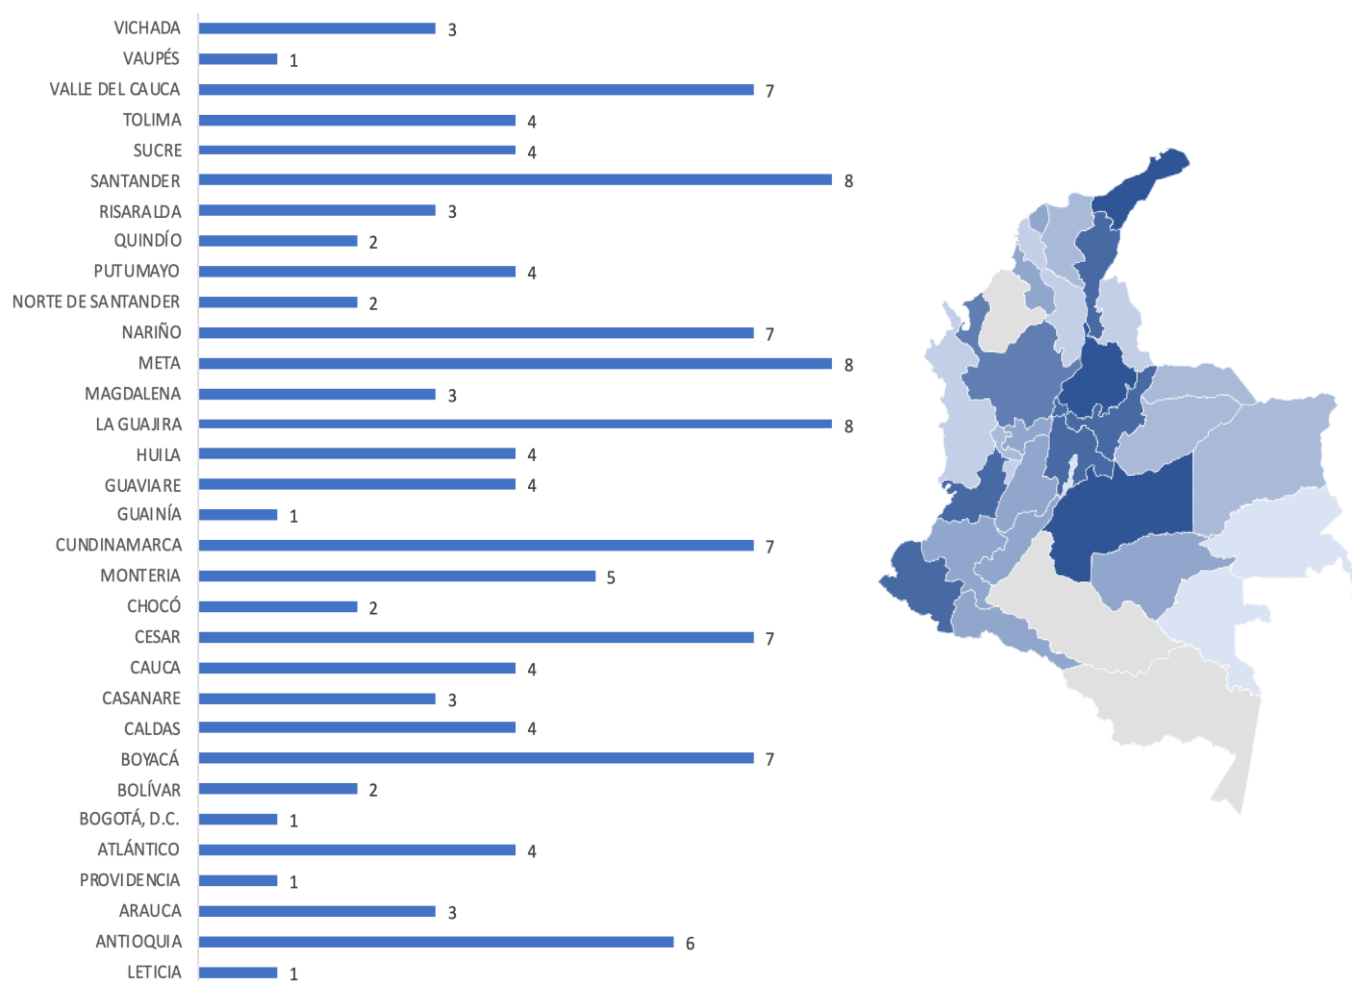 VICHADA 3
VAUPÉS 1
VALLE DEL CAUCA 7
TOLIMA 4
SUCRE 4
SANTANDER 8
RISARALDA 3
QUINDÍO 2
PUTUMAYO 4
NORTE DE SANTANDER 2
NARIÑO 7
META 8
MAGDALENA 3
LA GUAJIRA 8
HUILA 4
GUAVIARE 4
GUAINÍA 1
CUNDINAMARCA 7
MONTERIA 5
CHOCÓ 2
CESAR 7
CAUCA 4
CASANARE 3
CALDAS 4
BOYACÁ 7
BOLÍVAR 2
BOGOTÁ, D.C. 1
ATLÁNTICO 4
PROVIDENCIA 1
ARAUCA 3
ANTIOQUIA 6
LETICIA 1